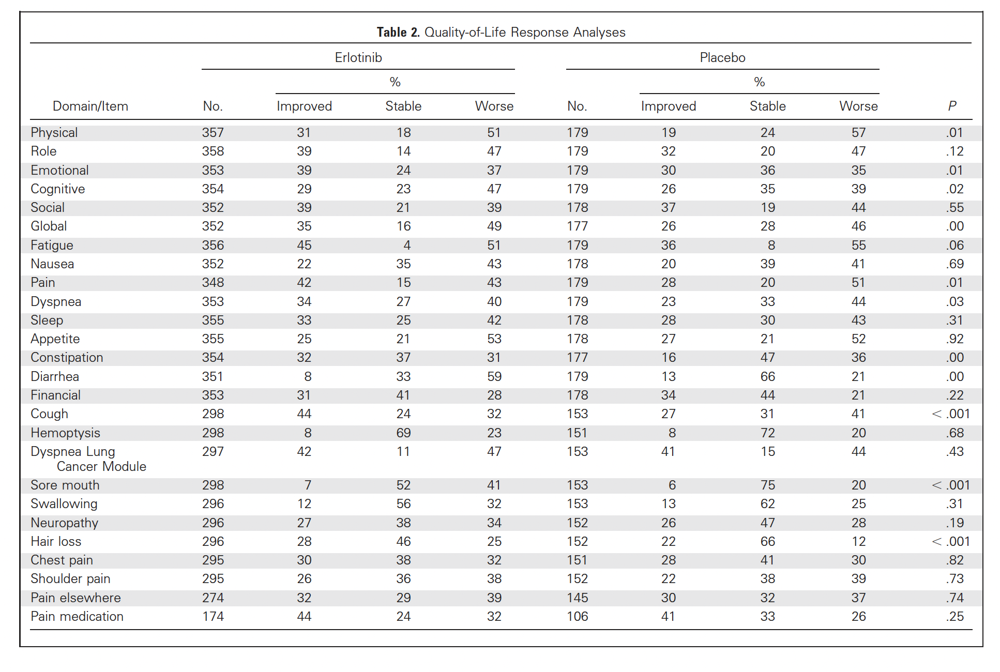 Table 2. Quality-of-Life Response Analyses
Erlotinib Placebo
% %
Domain/Item No. Improved Stable Worse No. Improved Stable Worse P
Physical 357 31 18 51 179 19 24 57 .01
Role 358 39 14 47 179 32 20 47 .12
Emotional 353 39 24 37 179 30 36 35 .01
Cognitive 354 29 23 47 179 26 35 39 .02
Social 352 39 21 39 178 37 19 44 .55
Global 352 35 16 49 177 26 28 46 .00
Fatigue 356 45 4 51 179 36 8 55 .06
Nausea 352 22 35 43 178 20 39 41 .69
Pain 348 42 15 43 179 28 20 51 .01
Dyspnea 353 34 27 40 179 23 33 44 .03
Sleep 355 33 25 42 178 28 30 43 .31
Appetite 355 25 21 53 178 27 21 52 .92
Constipation 354 32 37 31 177 16 47 36 .00
Diarrhea 351 8 33 59 179 13 66 21 .00
Financial 353 31 41 28 178 34 44 21 .22
Cough 298 44 24 32 153 27 31 41 < .001
Hemoptysis 298 8 69 23 151 8 72 20 .68
Dyspnea Lung 297 42 11 47 153 41 15 44 .43
Cancer Module
Sore mouth 298 7 52 41 153 6 75 20 < .001
Swallowing 296 12 56 32 153 13 62 25 .31
Neuropathy 296 27 38 34 152 26 47 28 .19
Hair loss 296 28 46 25 152 22 66 12 < .001
Chest pain 295 30 38 32 151 28 41 30 .82
Shoulder pain 295 26 36 38 152 22 38 39 .73
Pain elsewhere 274 32 29 39 145 30 32 37 .74
Pain medication 174 44 24 32 106 41 33 26 .25